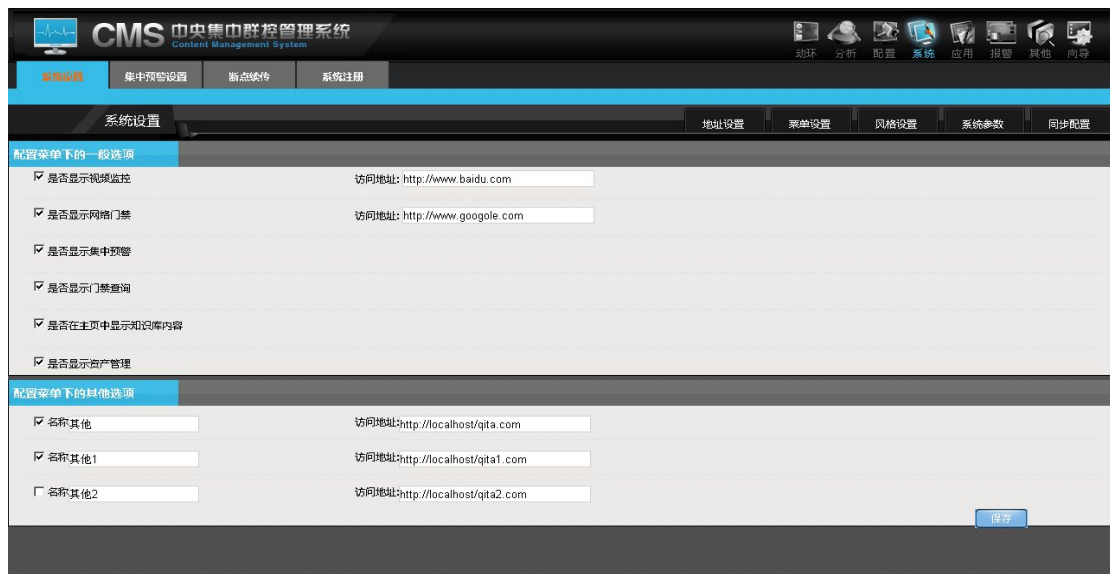 CMS 中央集中群控管理系统
Content Management System
动环 分析 配置 系统 应用 报警 其他 向导
系统设置 集中预警设置 断点续传 系统注册
系统设置 地址设置 菜单设置 风格设置 系统参数 同步配置
配置菜单下的一般选项
是否显示视频监控 访问地址: http://www.baidu.com
是否显示网络门禁 访问地址: http://www.googole.com
是否显示集中预警
是否显示门禁查询
是否在主页中显示知识库内容
是否显示资产管理
配置菜单下的其他选项
名称 其他 访问地址: http://localhost/qita.com
名称 其他1 访问地址: http://localhost/qita1.com
名称 其他2 访问地址: http://localhost/qita2.com
保存